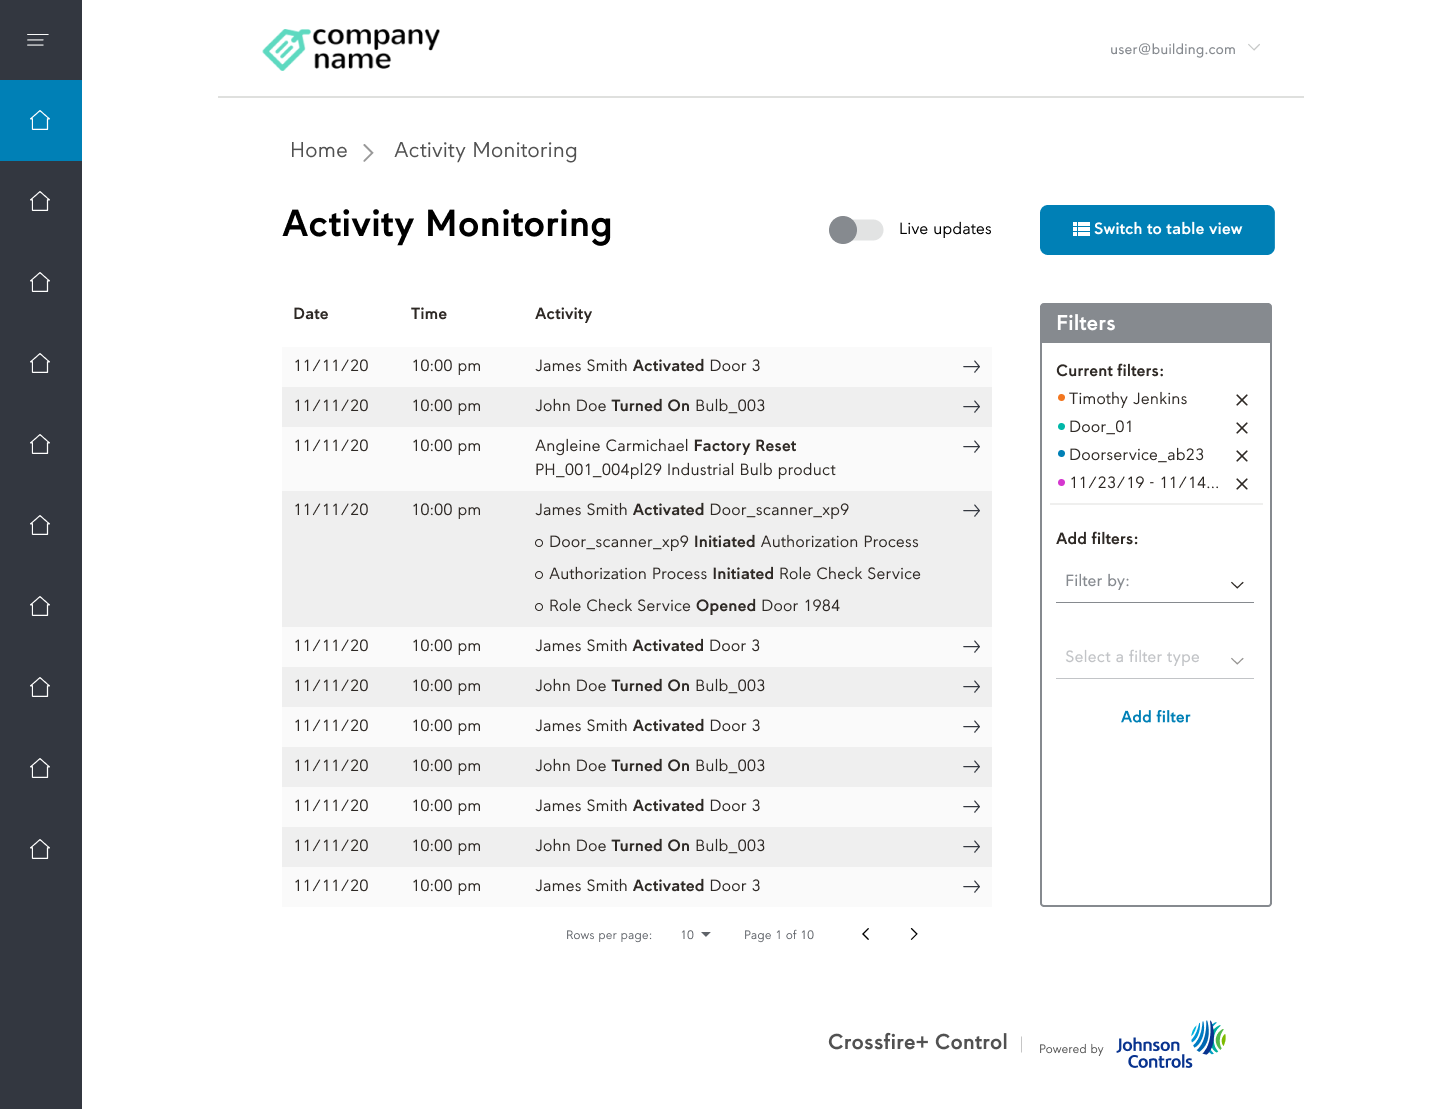 company
name
user@building.com
Home
Activity Monitoring
Activity Monitoring
Live updates
Switch to table view
Date Time Activity
11/11/20 10:00 pm James Smith Activated Door 3
11/11/20 10:00 pm John Doe Turned On Bulb_003
11/11/20 10:00 pm Angleine Carmichael Factory Reset
PH_001_004pl29 Industrial Bulb product
11/11/20 10:00 pm James Smith Activated Door_scanner_xp9
Door_scanner_xp9 Initiated Authorization Process
Authorization Process Initiated Role Check Service
Role Check Service Opened Door 1984
11/11/20 10:00 pm James Smith Activated Door 3
11/11/20 10:00 pm John Doe Turned On Bulb_003
11/11/20 10:00 pm James Smith Activated Door 3
11/11/20 10:00 pm John Doe Turned On Bulb_003
11/11/20 10:00 pm James Smith Activated Door 3
11/11/20 10:00 pm John Doe Turned On Bulb_003
11/11/20 10:00 pm James Smith Activated Door 3
Rows per page: 10 Page 1 of 10
Filters
Current filters:
Timothy Jenkins
Door_01
Doorservice_ab23
11/23/19 - 11/14...
Add filters:
Filter by:
Select a filter type
Add filter
Crossfire+ Control
Powered by
Johnson
Controls